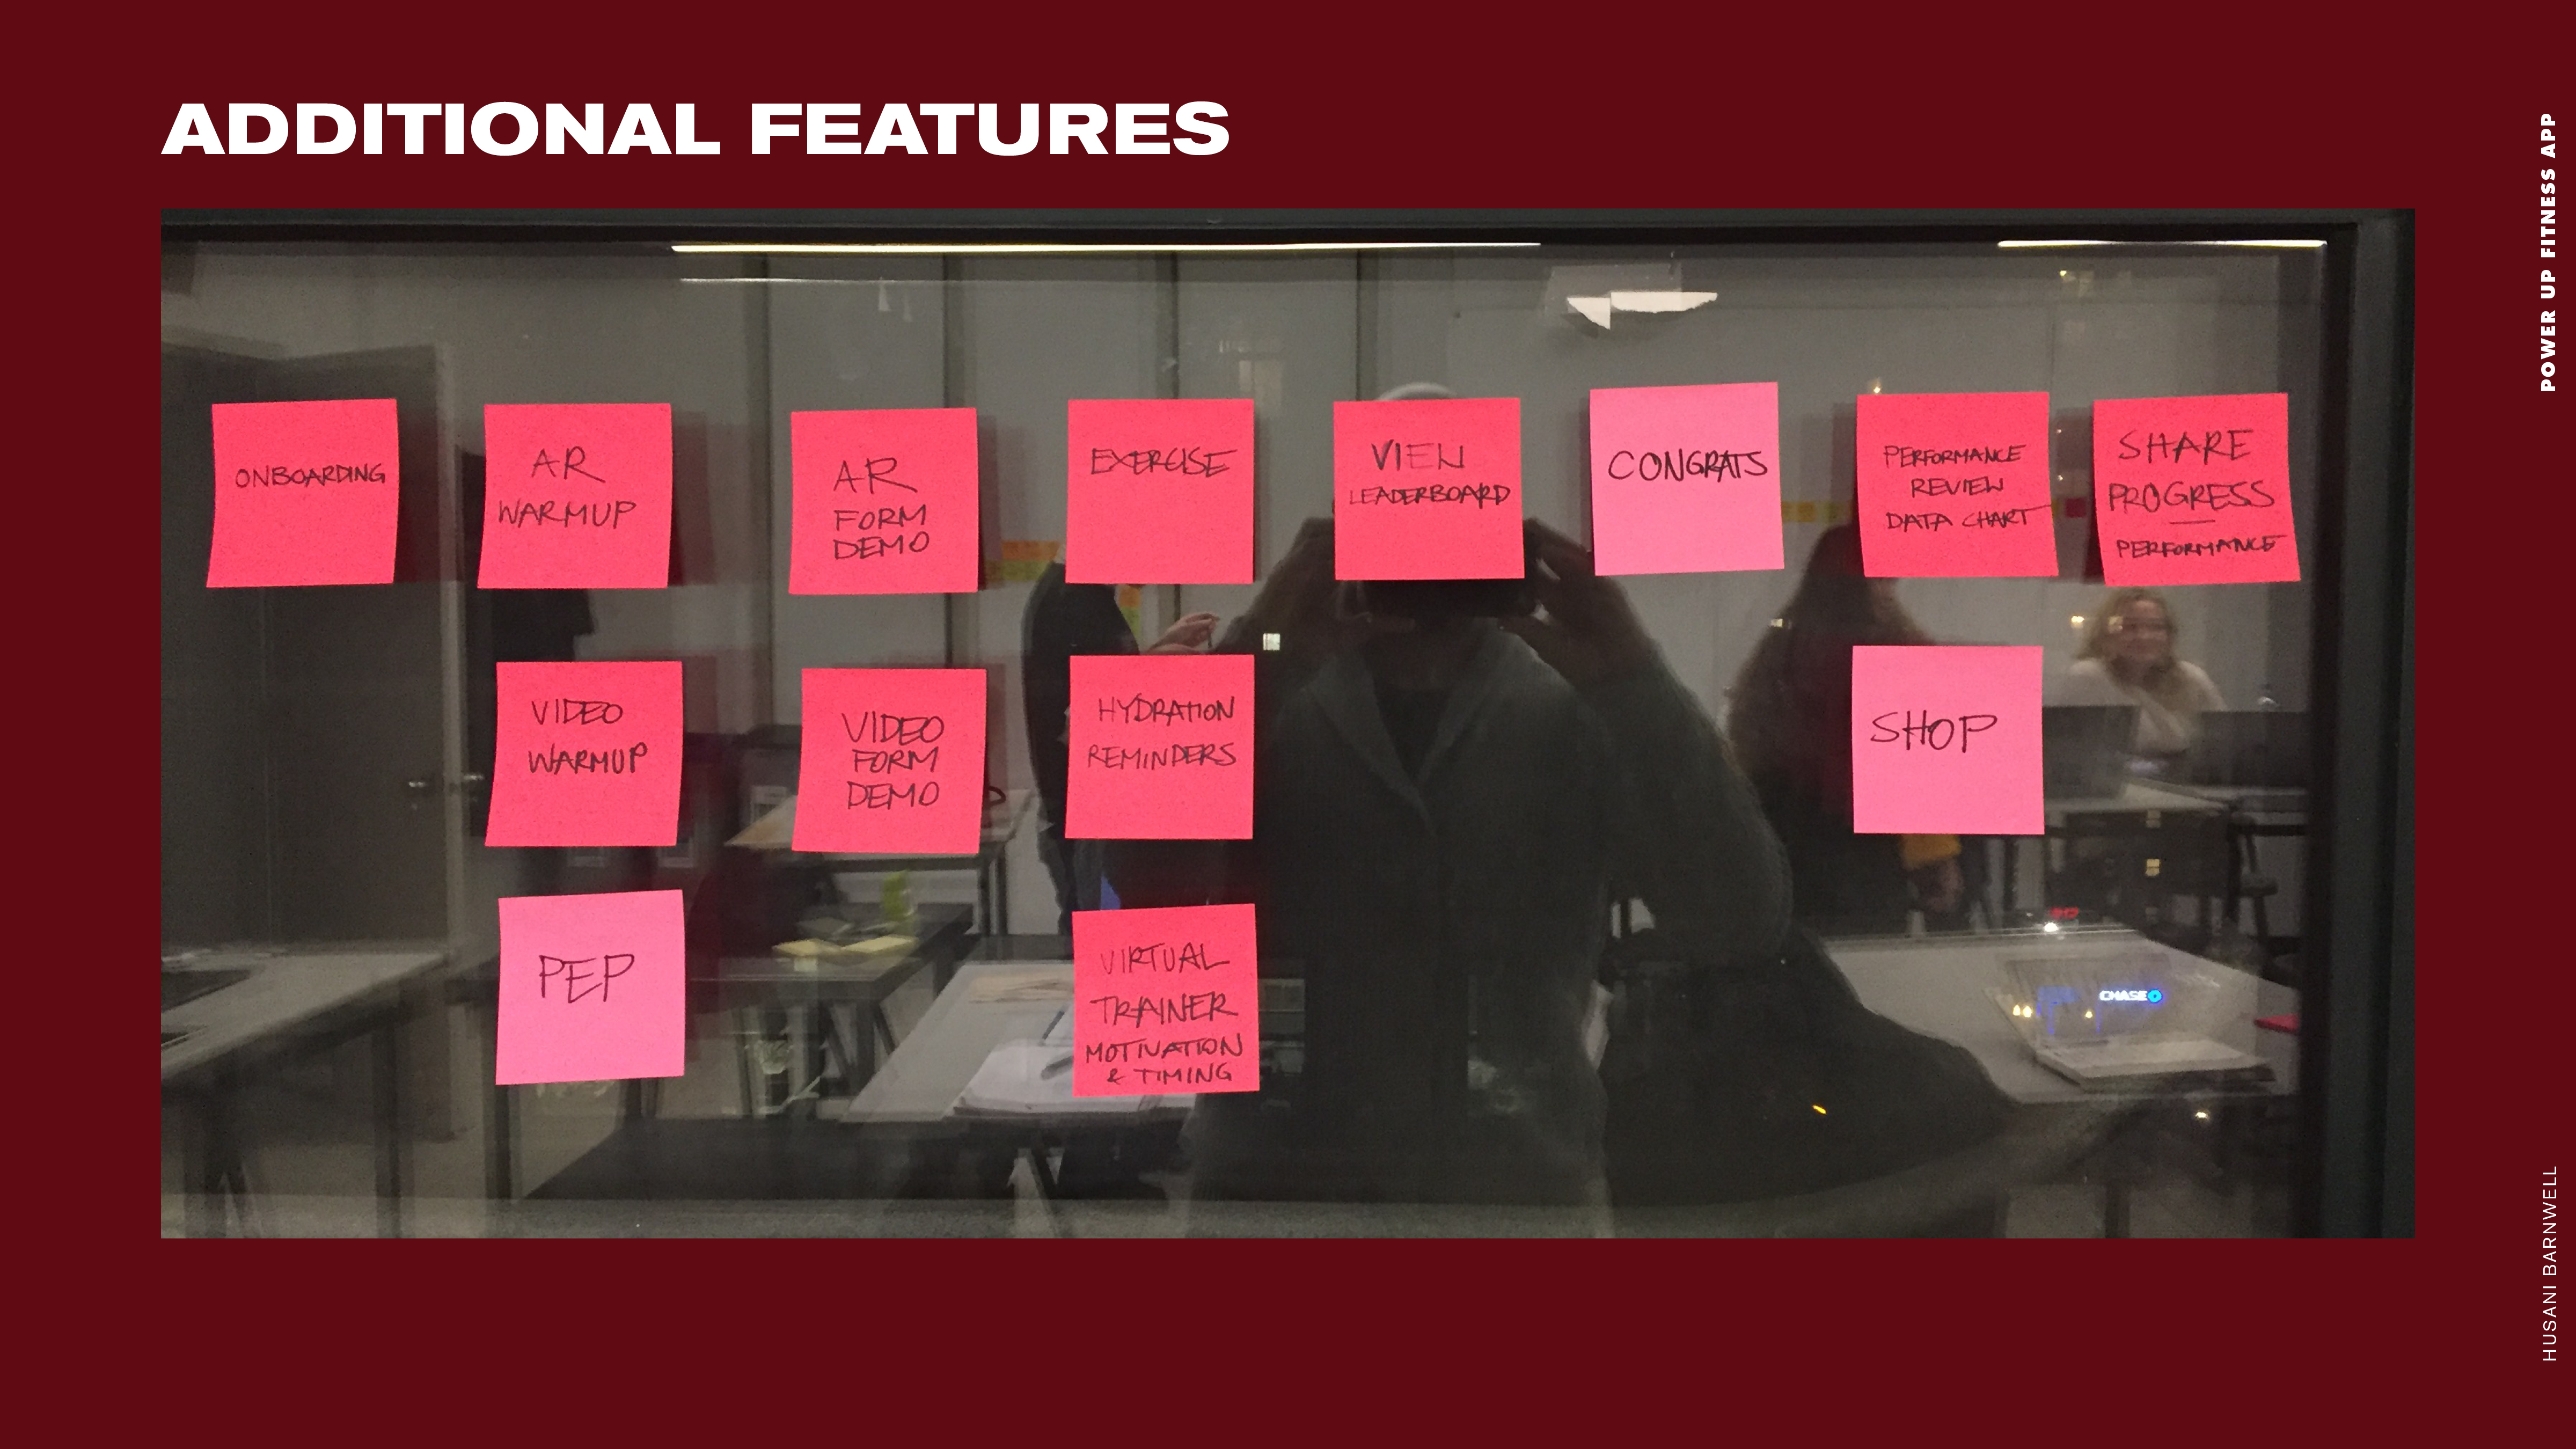 ADDITIONAL FEATURES
POWER UP FITNESS APP
ONBOARDING
AR
WARMUP
AR
FORM
DEMO
EXERCISE
VIEW
LEADERBOARD
CONGRATS
PERFORMANCE
REVIEW
DATA CHART
SHARE
PROGRESS
PERFORMANCE
VIDEO
WARMUP
VIDEO
FORM
DEMO
HYDRATION
REMINDERS
SHOP
PEP
VIRTUAL
TRAINER
MOTIVATION
& TIMING
CHASE
HUSANI BARNWELL